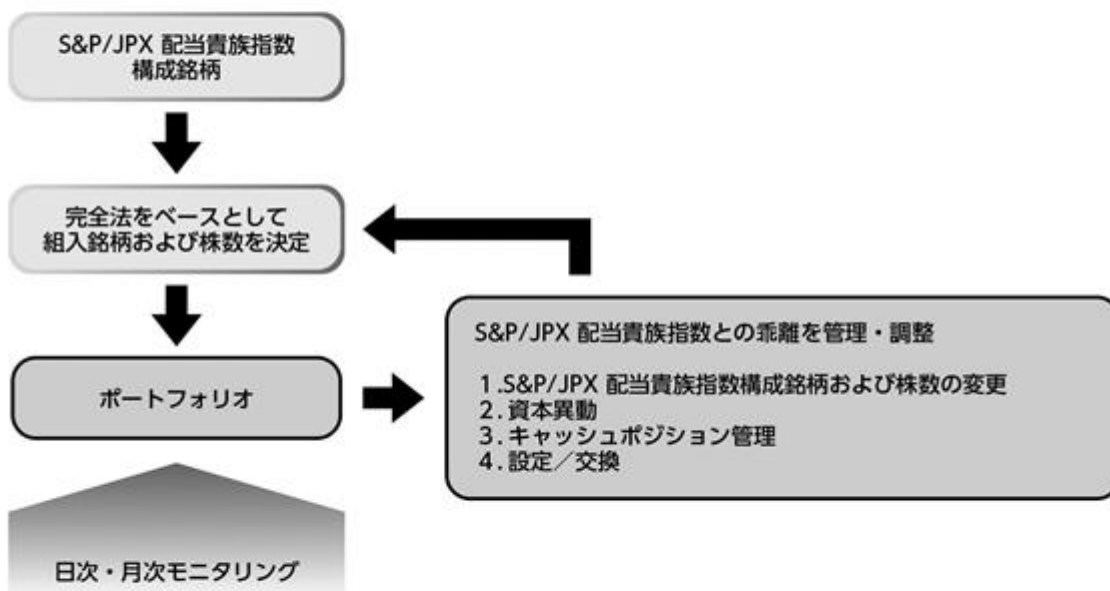 S&P/JPX 配当貴族指数
構成銘柄
完全法をベースとして
組入銘柄および株数を決定
ポートフォリオ
S&P/JPX 配当貴族指数との乖離を管理・調整
1.S&P/JPX 配当貴族指数構成銘柄および株数の変更
2.資本異動
3.キャッシュポジション管理
4.設定／交換
日次・月次モニタリング